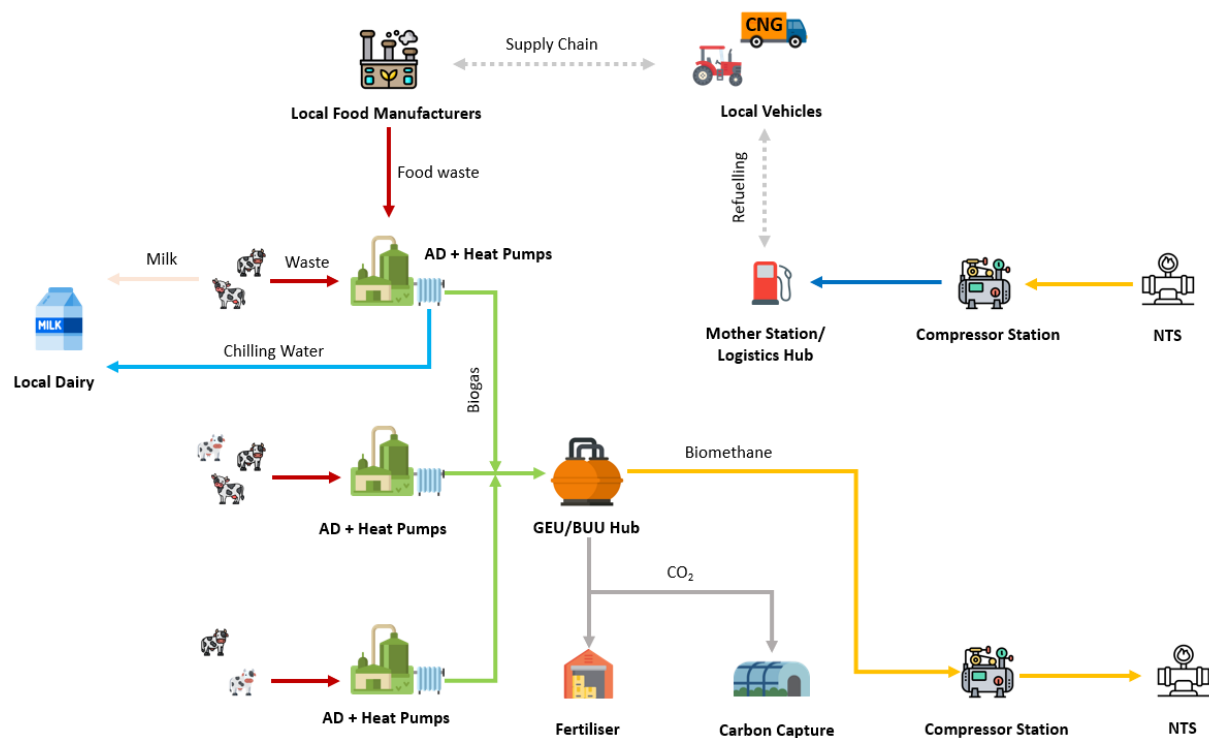 CNG
Supply Chain
Local Food Manufacturers
Local Vehicles
Food waste
Refuelling
Milk
Waste
AD + Heat Pumps
MILK
Mother Station/
Logistics Hub
Compressor Station
NTS
Chilling Water
Local Dairy
Biogas
Biomethane
AD + Heat Pumps
GEU/BUU Hub
CO₂
AD + Heat Pumps
Fertiliser
Carbon Capture
Compressor Station
NTS